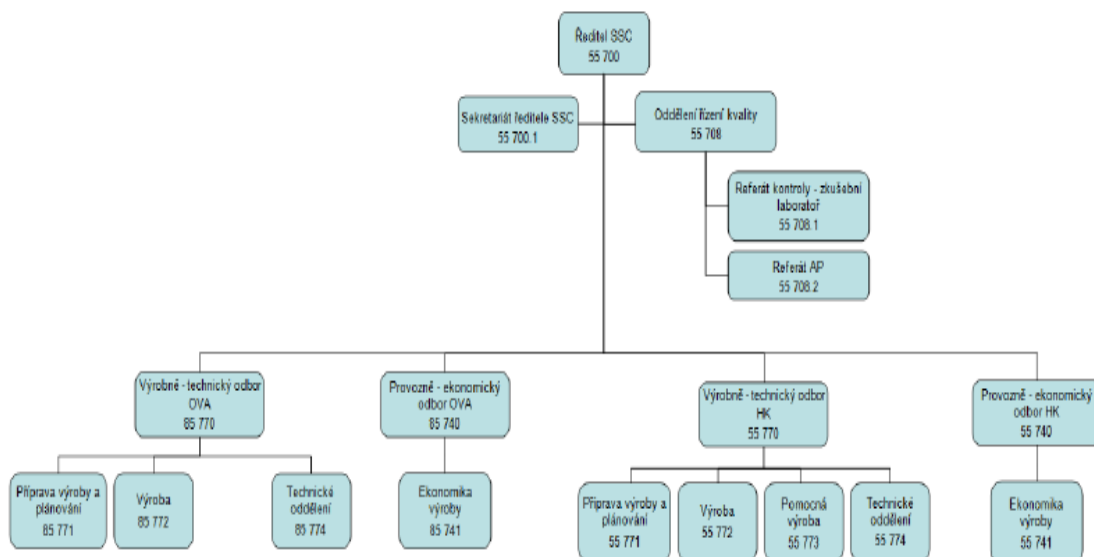 Ředitel SSC
55 700
Sekretariát ředitele SSC
55 700.1
Oddělení řízení kvality
55 708
Referát kontroly - zkušební
laboratoř
55 708.1
Referát AP
55 708.2
Výrobně - technický odbor
OVA
85 770
Provozně - ekonomický
odbor OVA
85 740
Výrobně - technický odbor
HK
55 770
Provozně - ekonomický
odbor HK
55 740
Příprava výroby a
plánování
85 771
Výroba
85 772
Technické
oddělení
85 774
Ekonomika
výroby
85 741
Příprava výroby a
plánování
55 771
Výroba
55 772
Pomocná
výroba
55 773
Technické
oddělení
55 774
Ekonomika
výroby
55 741